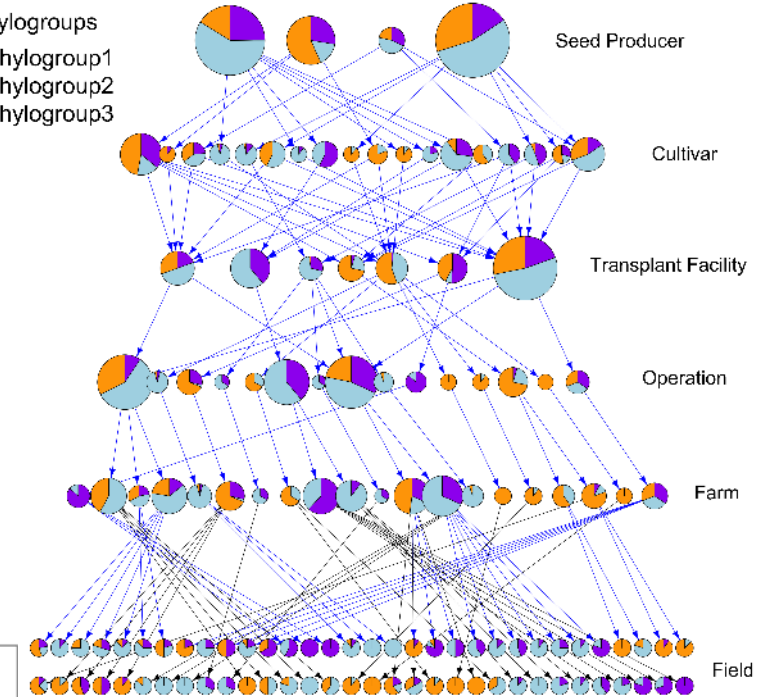 ylogroups
hylogroup1
hylogroup2
hylogroup3
Seed Producer
Cultivar
Transplant Facility
Operation
Farm
Field